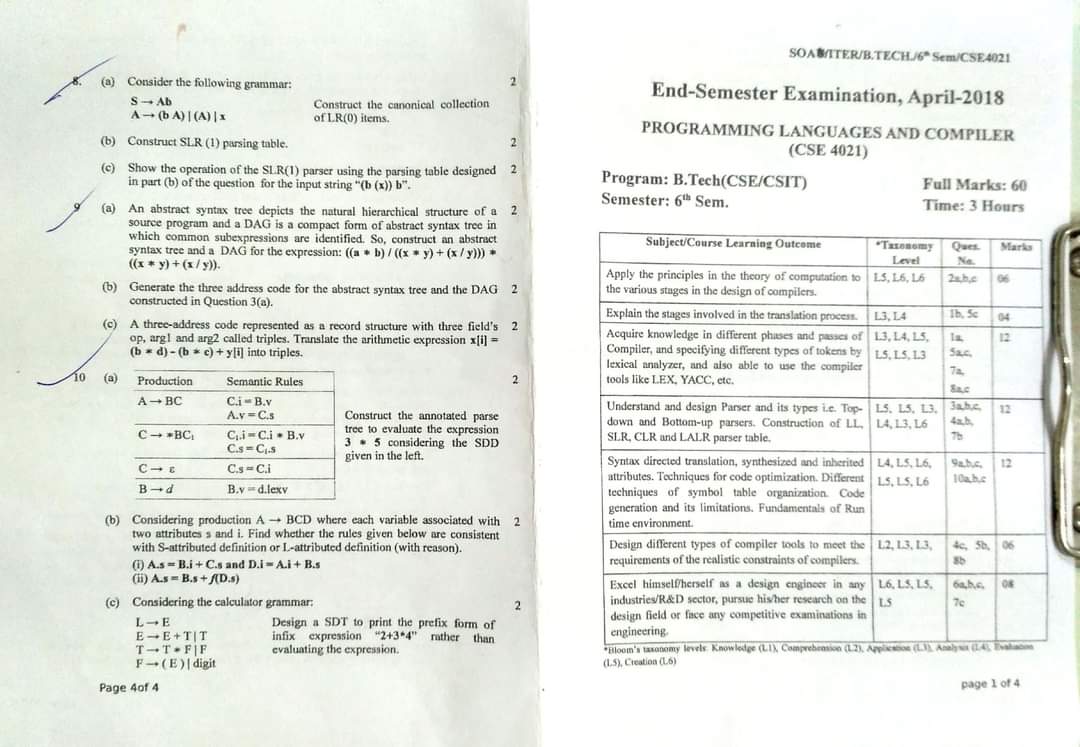 8. (a) Consider the following grammar: 2
S → Ab
A → (b A) | (A) | x
Construct the canonical collection
of LR(0) items.
(b) Construct SLR (1) parsing table. 2
(c) Show the operation of the SLR(1) parser using the parsing table designed 2
in part (b) of the question for the input string "(b (x)) b".
9 (a) An abstract syntax tree depicts the natural hierarchical structure of a 2
source program and a DAG is a compact form of abstract syntax tree in
which common subexpressions are identified. So, construct an abstract
syntax tree and a DAG for the expression: ((a * b) / ((x * y) + (x / y))) *
((x * y) + (x / y)).
(b) Generate the three address code for the abstract syntax tree and the DAG 2
constructed in Question 3(a).
(c) A three-address code represented as a record structure with three field's 2
op, arg1 and arg2 called triples. Translate the arithmetic expression x[i] =
(b * d) - (b * c) + y[i] into triples.
10 (a) 2
Production Semantic Rules
A → BC C.i = B.v
A.v = C.s
C → *BC₁ C₁.i = C.i * B.v
C.s = C₁.s
C → ε C.s = C.i
B → d B.v = d.lexv
Construct the annotated parse
tree to evaluate the expression
3 * 5 considering the SDD
given in the left.
(b) Considering production A → BCD where each variable associated with 2
two attributes s and i. Find whether the rules given below are consistent
with S-attributed definition or L-attributed definition (with reason).
(i) A.s = B.i + C.s and D.i = A.i + B.s
(ii) A.s = B.s + f(D.s)
(c) Considering the calculator grammar: 2
L → E
E → E + T | T
T → T * F | F
F → ( E ) | digit
Design a SDT to print the prefix form of
infix expression "2+3*4" rather than
evaluating the expression.
Page 4of 4
SOA/ITER/B.TECH./6th Sem/CSE4021
End-Semester Examination, April-2018
PROGRAMMING LANGUAGES AND COMPILER
(CSE 4021)
Program: B.Tech(CSE/CSIT) Full Marks: 60
Semester: 6th Sem. Time: 3 Hours
Subject/Course Learning Outcome *Taxonomy Level Ques. No. Marks
Apply the principles in the theory of computation to L5, L6, L6 2a,b,c 06
the various stages in the design of compilers.
Explain the stages involved in the translation process. L3, L4 1b, 5c 04
Acquire knowledge in different phases and passes of L3, L4, L5, 1a, 12
Compiler, and specifying different types of tokens by L5, L5, L3 5a,c,
lexical analyzer, and also able to use the compiler 7a,
tools like LEX, YACC, etc. 8a,c
Understand and design Parser and its types i.e. Top- L5, L5, L3, 3a,b,c, 12
down and Bottom-up parsers. Construction of LL, L4, L3, L6 4a,b,
SLR, CLR and LALR parser table. 7b
Syntax directed translation, synthesized and inherited L4, L5, L6, 9a,b,c, 12
attributes. Techniques for code optimization. Different L5, L5, L6 10a,b,c
techniques of symbol table organization. Code
generation and its limitations. Fundamentals of Run
time environment.
Design different types of compiler tools to meet the L2, L3, L3, 4c, 5b, 06
requirements of the realistic constraints of compilers. 8b
Excel himself/herself as a design engineer in any L6, L5, L5, 6a,b,c, 08
industries/R&D sector, pursue his/her research on the L5 7c
design field or face any competitive examinations in
engineering.
*Bloom's taxonomy levels: Knowledge (L1), Comprehension (L2), Application (L3), Analysis (L4), Evaluation
(L5), Creation (L6)
page 1 of 4